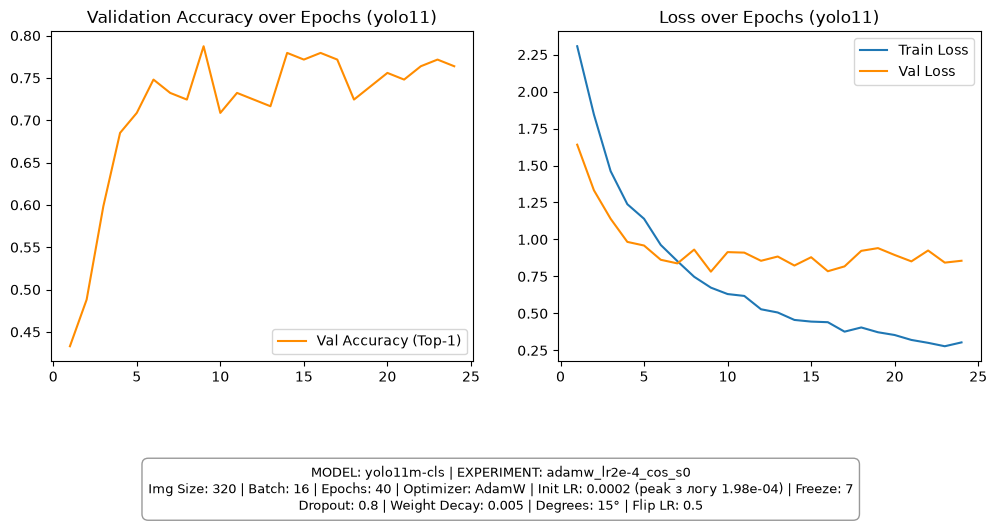 Validation Accuracy over Epochs (yolo11)
0.80
0.75
0.70
0.65
0.60
0.55
0.50
0.45
0 5 10 15 20 25
Val Accuracy (Top-1)
Loss over Epochs (yolo11)
2.25
2.00
1.75
1.50
1.25
1.00
0.75
0.50
0.25
0 5 10 15 20 25
Train Loss
Val Loss
MODEL: yolo11m-cls | EXPERIMENT: adamw_lr2e-4_cos_s0
Img Size: 320 | Batch: 16 | Epochs: 40 | Optimizer: AdamW | Init LR: 0.0002 (peak з логу 1.98e-04) | Freeze: 7
Dropout: 0.8 | Weight Decay: 0.005 | Degrees: 15° | Flip LR: 0.5